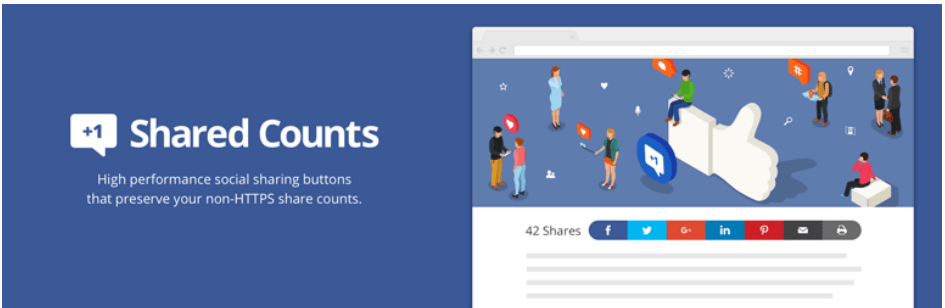 +1 Shared Counts
High performance social sharing buttons
that preserve your non-HTTPS share counts.
+1
42 Shares
f
G+
in